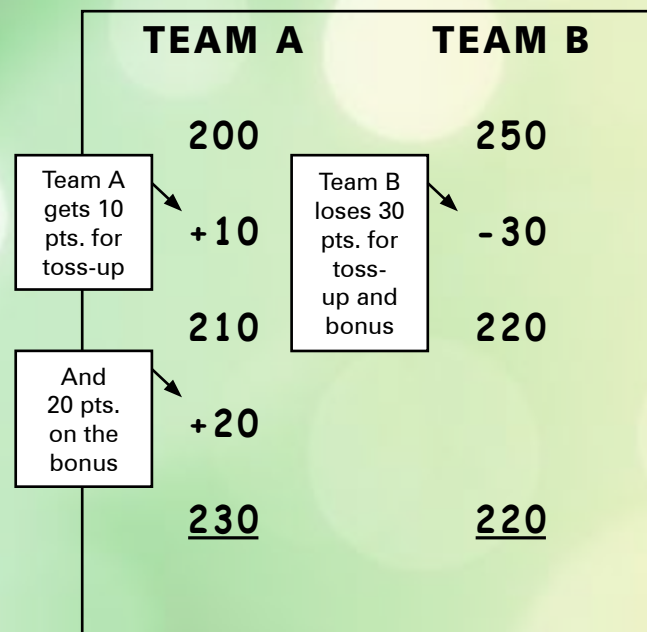 TEAM A TEAM B
200 250
Team A
gets 10
pts. for
toss-up
+10
Team B
loses 30
pts. for
toss-
up and
bonus
-30
210 220
And
20 pts.
on the
bonus
+20
230 220